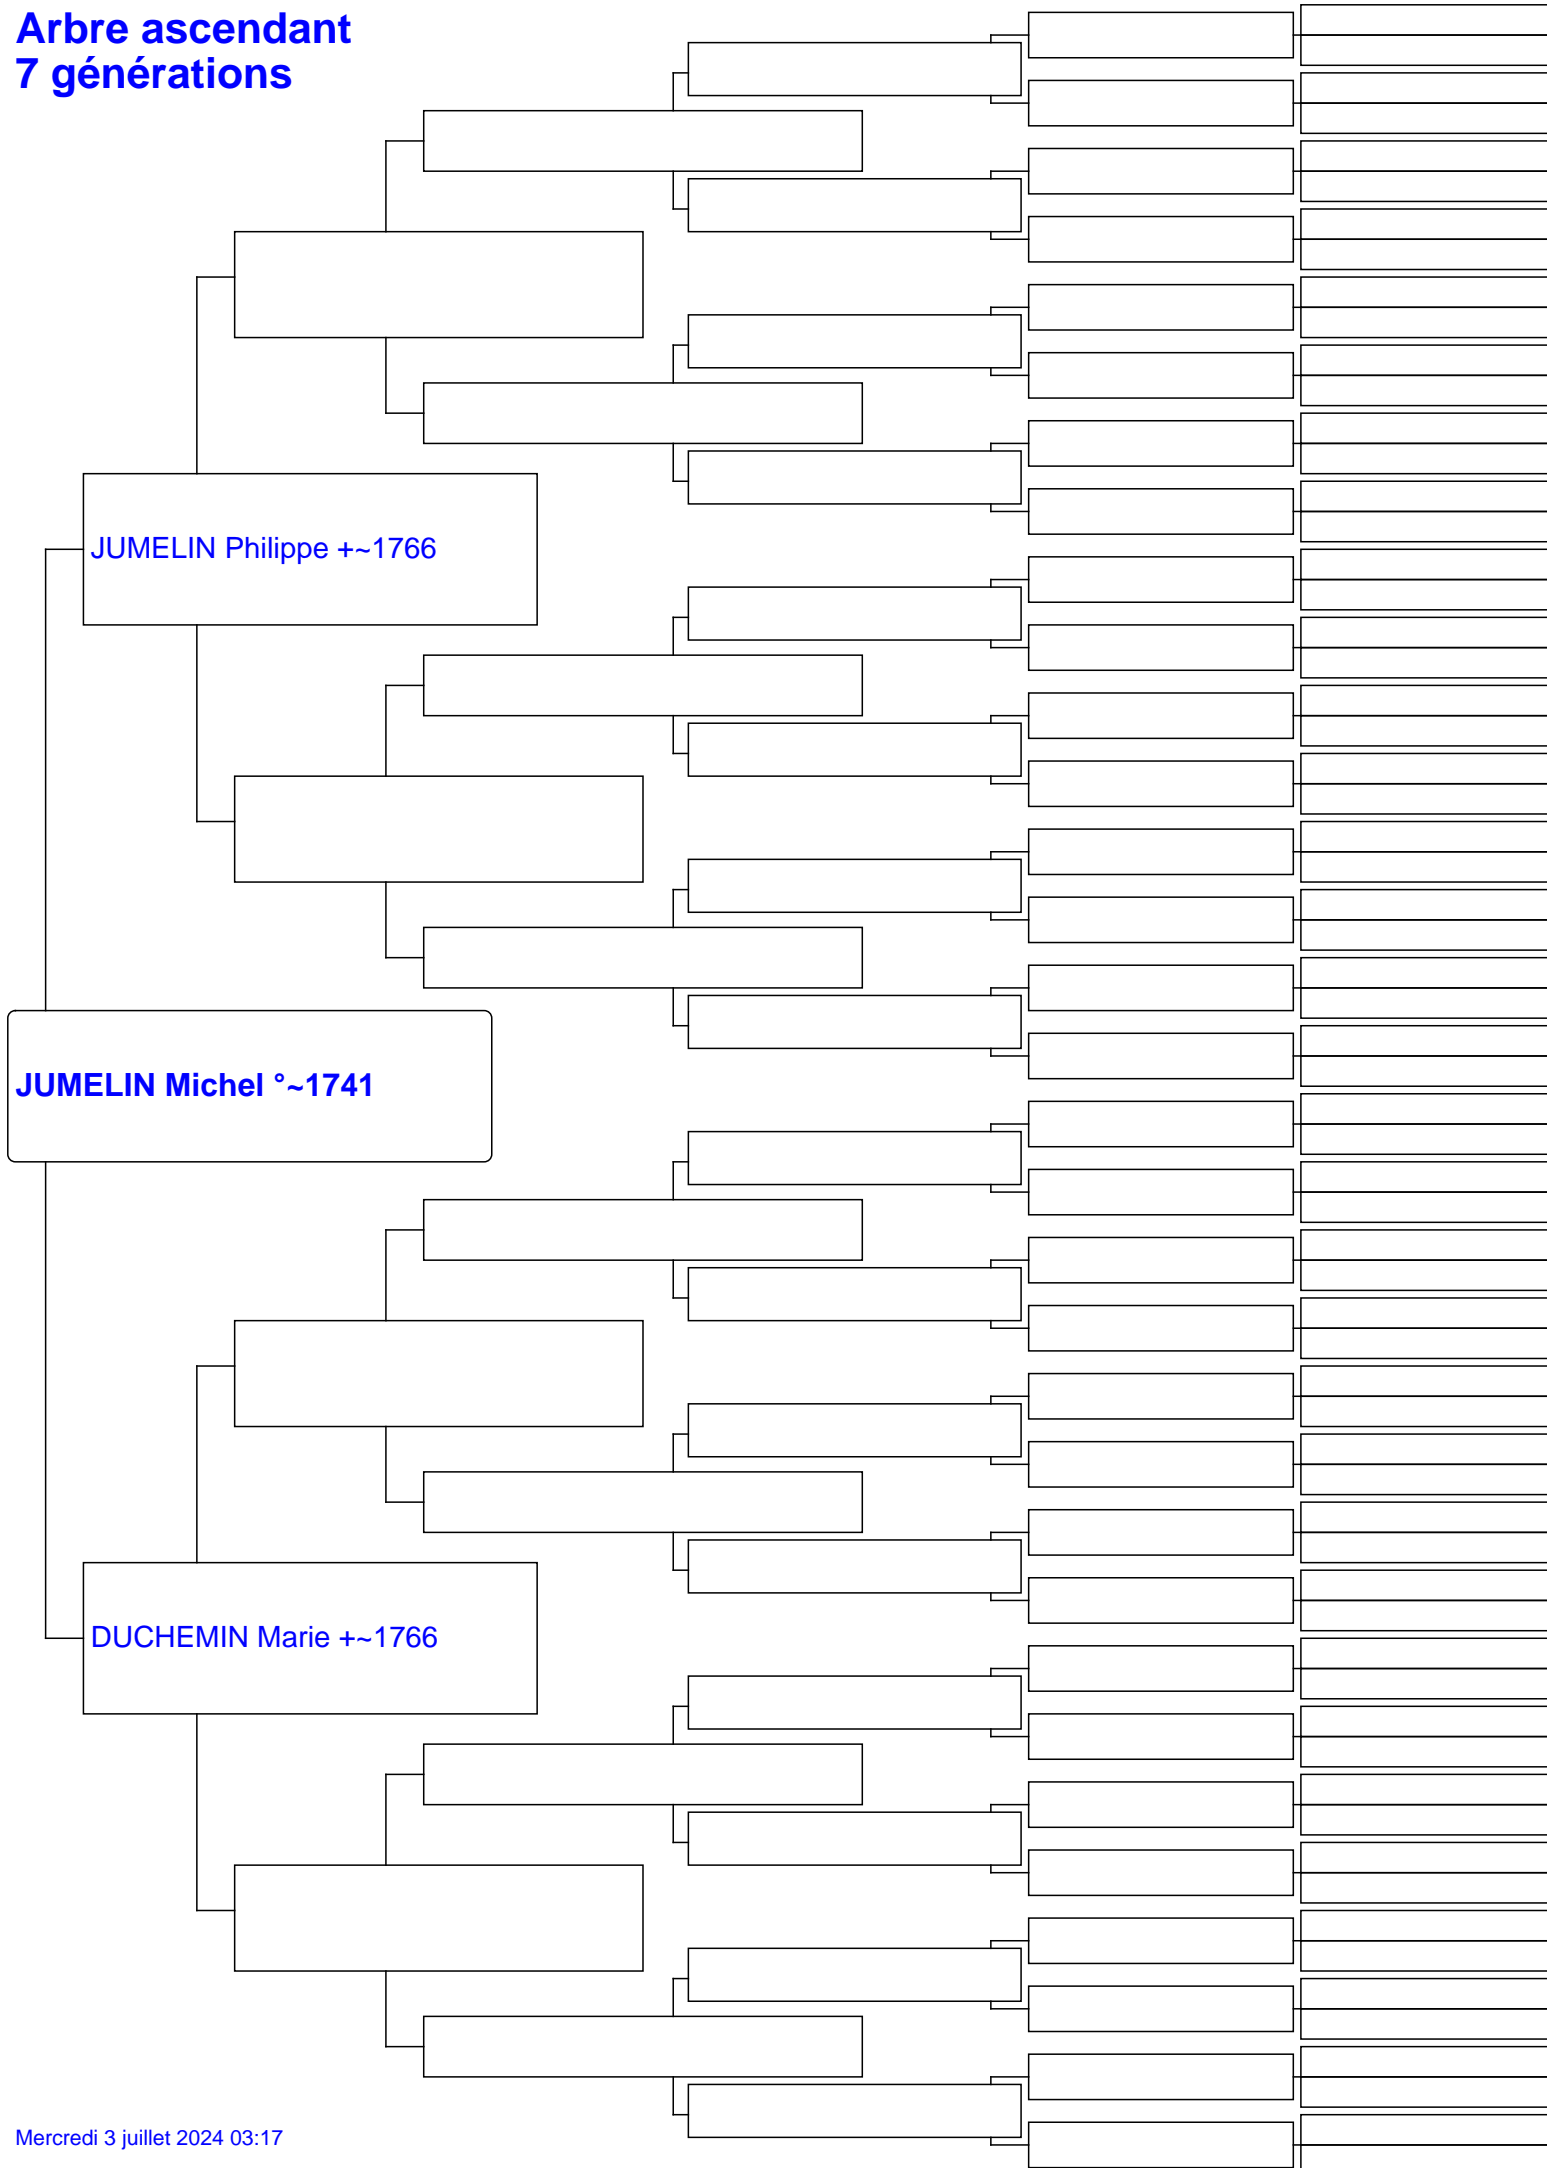 Arbre ascendant
7 générations
JUMELIN Philippe +~1766
JUMELIN Michel °~1741
DUCHEMIN Marie +~1766
Mercredi 3 juillet 2024 03:17